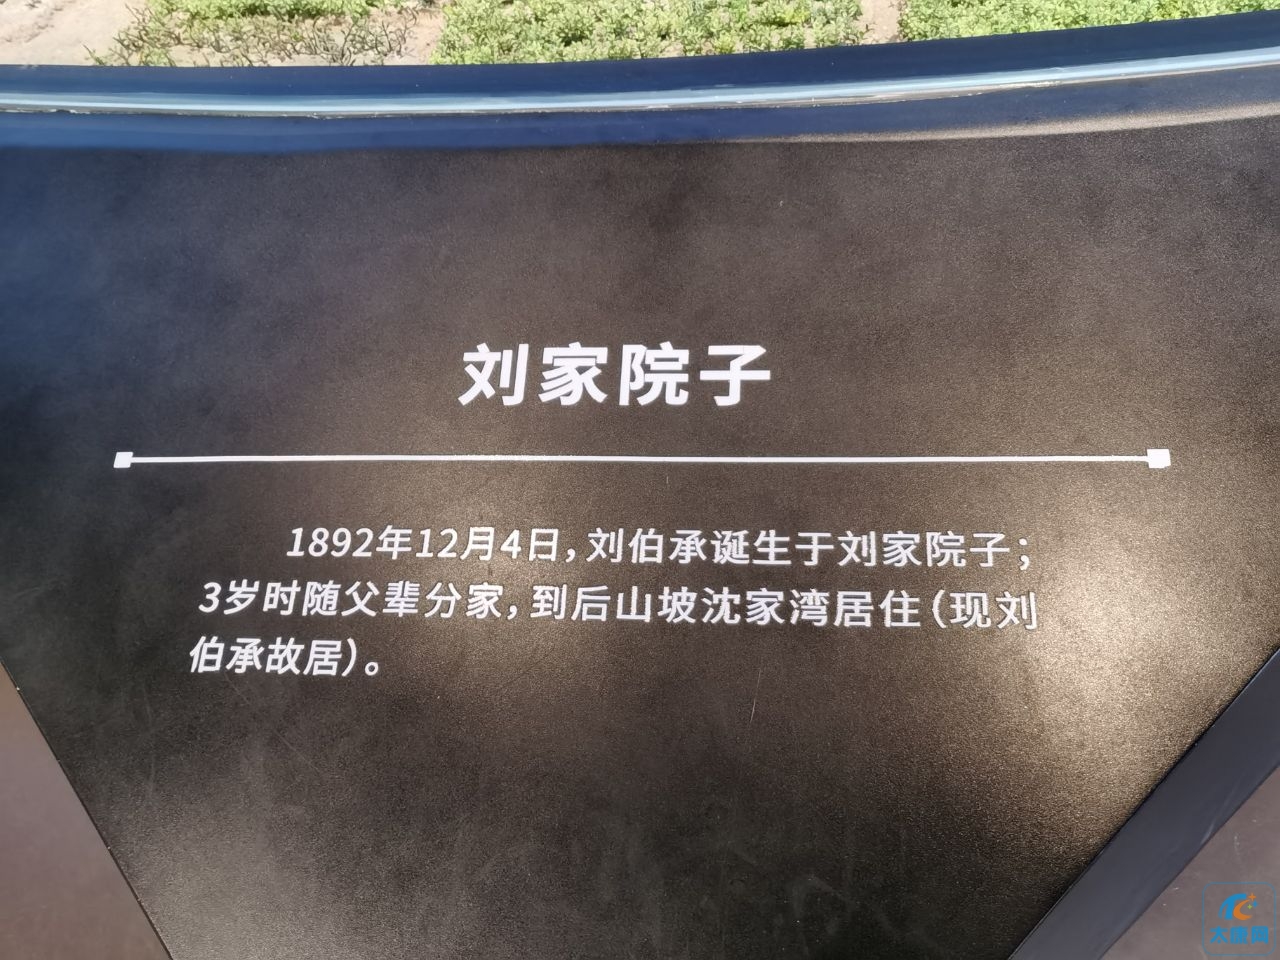 刘家院子
1892年12月4日，刘伯承诞生于刘家院子；
3岁时随父辈分家，到后山坡沈家湾居住（现刘
伯承故居）。